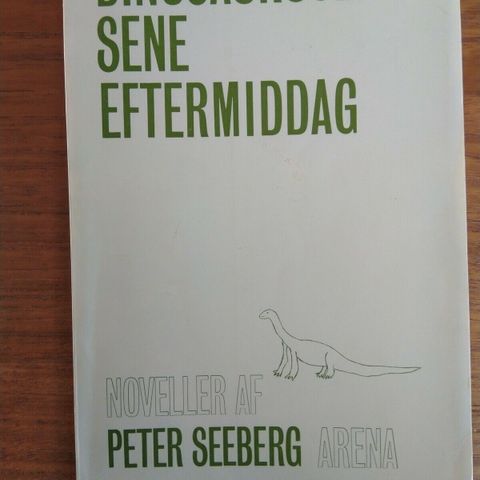 SENE
EFTERMIDDAG
NOVELLER AF
PETER SEEBERG ARENA